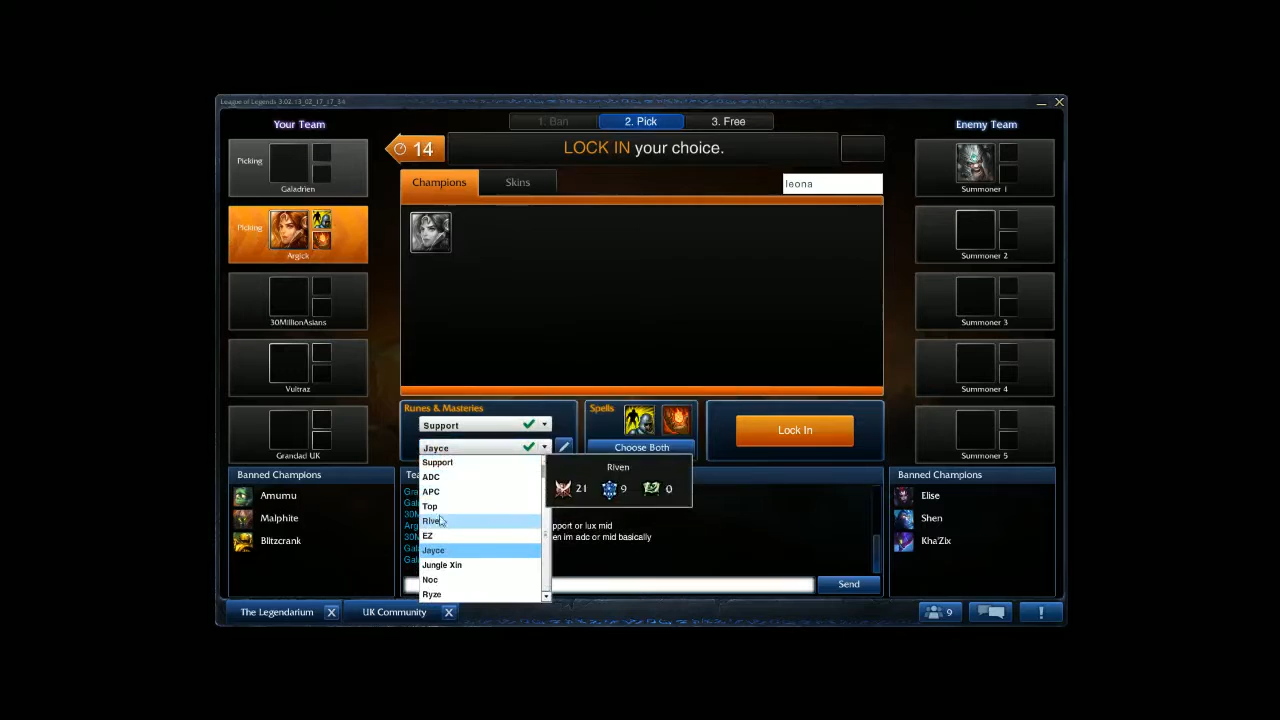 League of Legends 3.02.13_02_17_17_34
Your Team
1. Ban
2. Pick
3. Free
Enemy Team
14
LOCK IN your choice.
Picking
Galadrien
Champions
Skins
leona
Summoner 1
Picking
Argick
Summoner 2
30MillionAsians
Summoner 3
Vultraz
Summoner 4
Grandad UK
Summoner 5
Runes & Masteries
Support
Jayce
Spells
Choose Both
Lock In
Support
ADC
APC
Top
Rive
EZ
Jayce
Jungle Xin
Noc
Ryze
Riven
21
9
0
Banned Champions
Amumu
Malphite
Blitzcrank
pport or lux mid
en im adc or mid basically
Send
Banned Champions
Elise
Shen
Kha'Zix
The Legendarium
UK Community
9